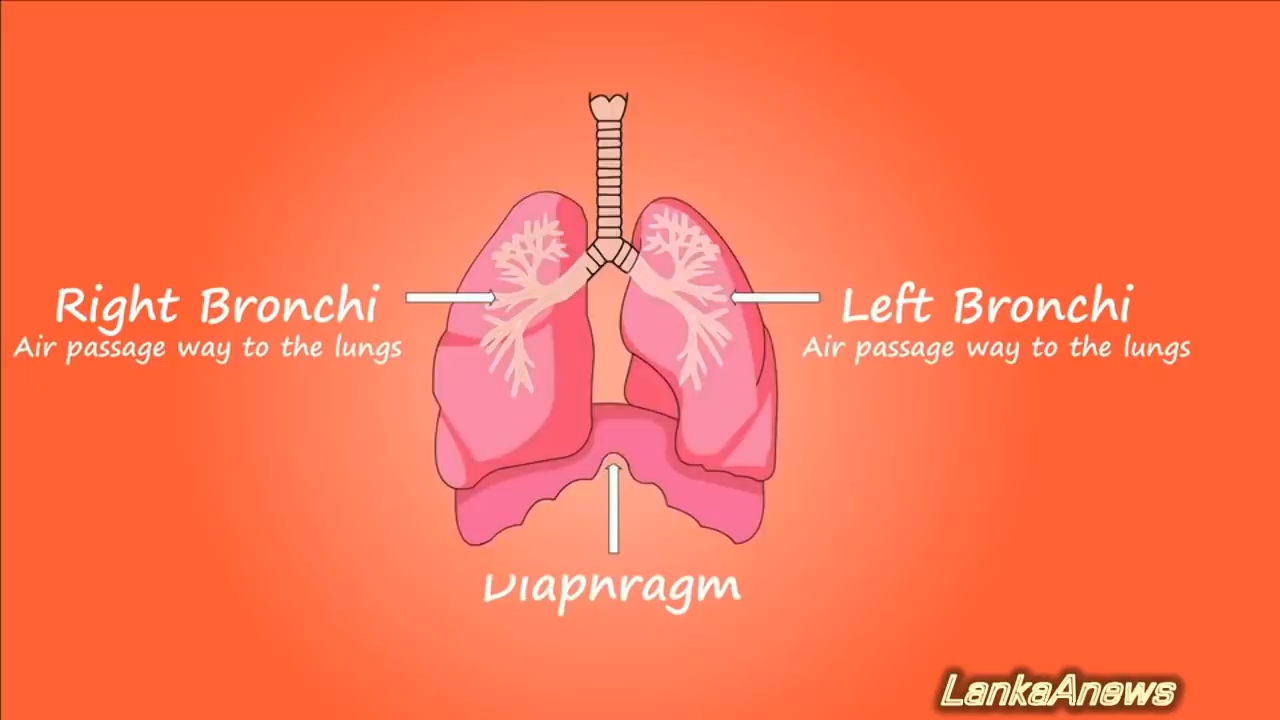 Right Bronchi
Air passage way to the lungs
Left Bronchi
Air passage way to the lungs
Diaphragm
LankaAnews